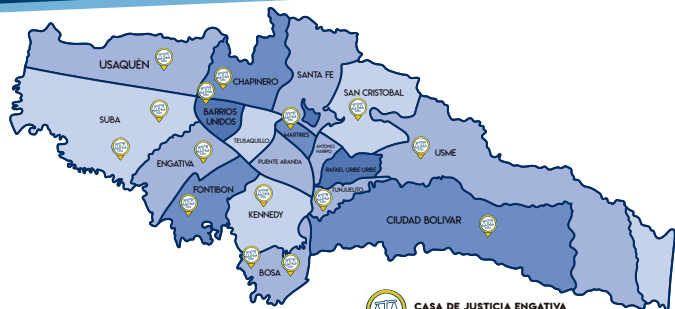 USAQUÉN
CHAPINERO
SANTA FE
SAN CRISTOBAL
SUBA
BARRIOS
UNIDOS
MARTIRES
TEUSAQUILLO
ANTONIO
NARIÑO
USME
ENGATIVA
PUENTE ARANDA
RAFAEL URIBE URIBE
FONTIBON
TUNJUELITO
KENNEDY
CIUDAD BOLIVAR
BOSA
CASA DE JUSTICIA ENGATIVA